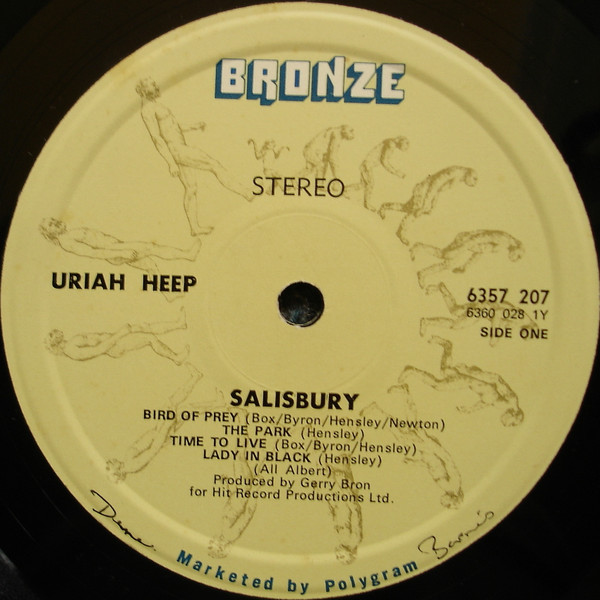 BRONZE
STEREO
URIAH HEEP
6357 207
6360 028 1Y
SIDE ONE
SALISBURY
BIRD OF PREY (Box/Byron/Hensley/Newton)
THE PARK (Hensley)
TIME TO LIVE (Box/Byron/Hensley)
LADY IN BLACK (Hensley)
(All Albert)
Produced by Gerry Bron
for Hit Record Productions Ltd.
Marketed by Polygram